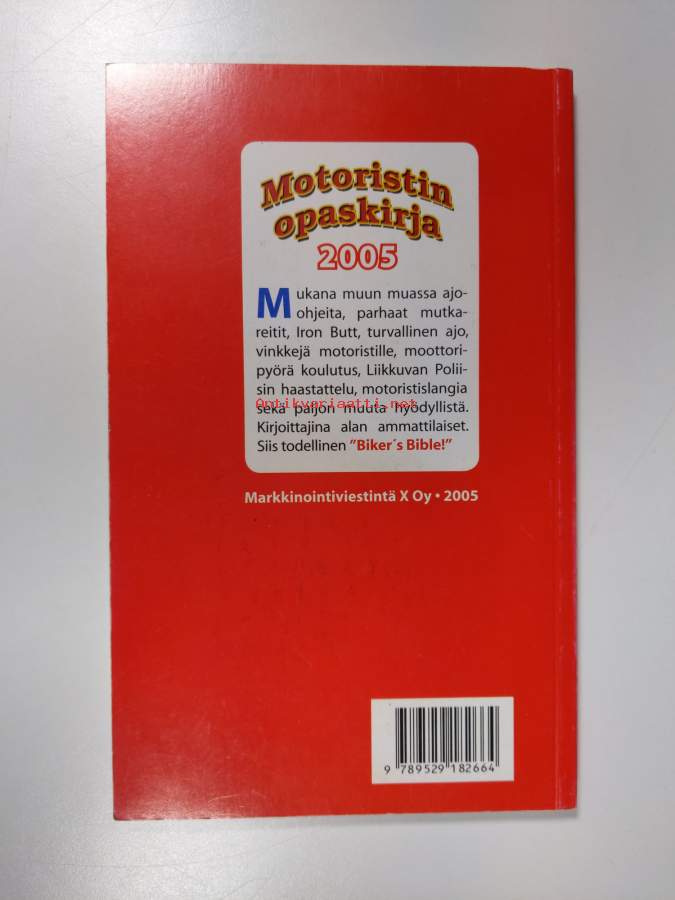 Motoristin
opaskirja
2005
Mukana muun muassa ajo-
ohjeita, parhaat mutka-
reitit, Iron Butt, turvallinen ajo,
vinkkejä motoristille, moottori-
pyörä koulutus, Liikkuvan Polii-
sin haastattelu, motoristislangia
Antikvariaatti.net
sekä paljon muuta hyödyllistä.
Kirjoittajina alan ammattilaiset.
Siis todellinen ”Biker´s Bible!”
Markkinointiviestintä X Oy • 2005
9 789529 182664